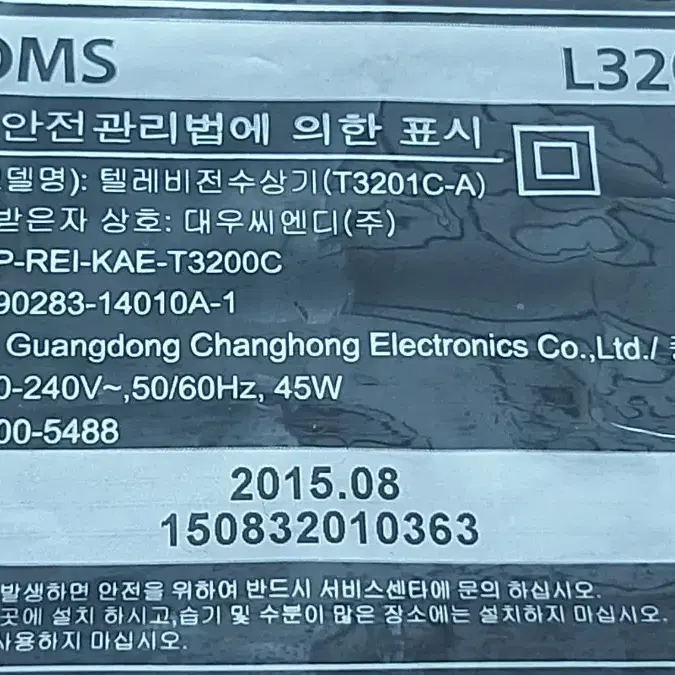 OMS L320
안전관리법에 의한 표시
델명): 텔레비전수상기(T3201C-A)
받은자 상호: 대우씨엔디(주)
P-REI-KAE-T3200C
90283-14010A-1
Guangdong Changhong Electronics Co.,Ltd./
0-240V~,50/60Hz, 45W
00-5488
2015.08
150832010363
발생하면 안전을 위하여 반드시 서비스센타에 문의 하십시오.
곳에 설치 하시고,습기 및 수분이 많은 장소에는 설치하지 마십시오.
사용하지 마십시오.